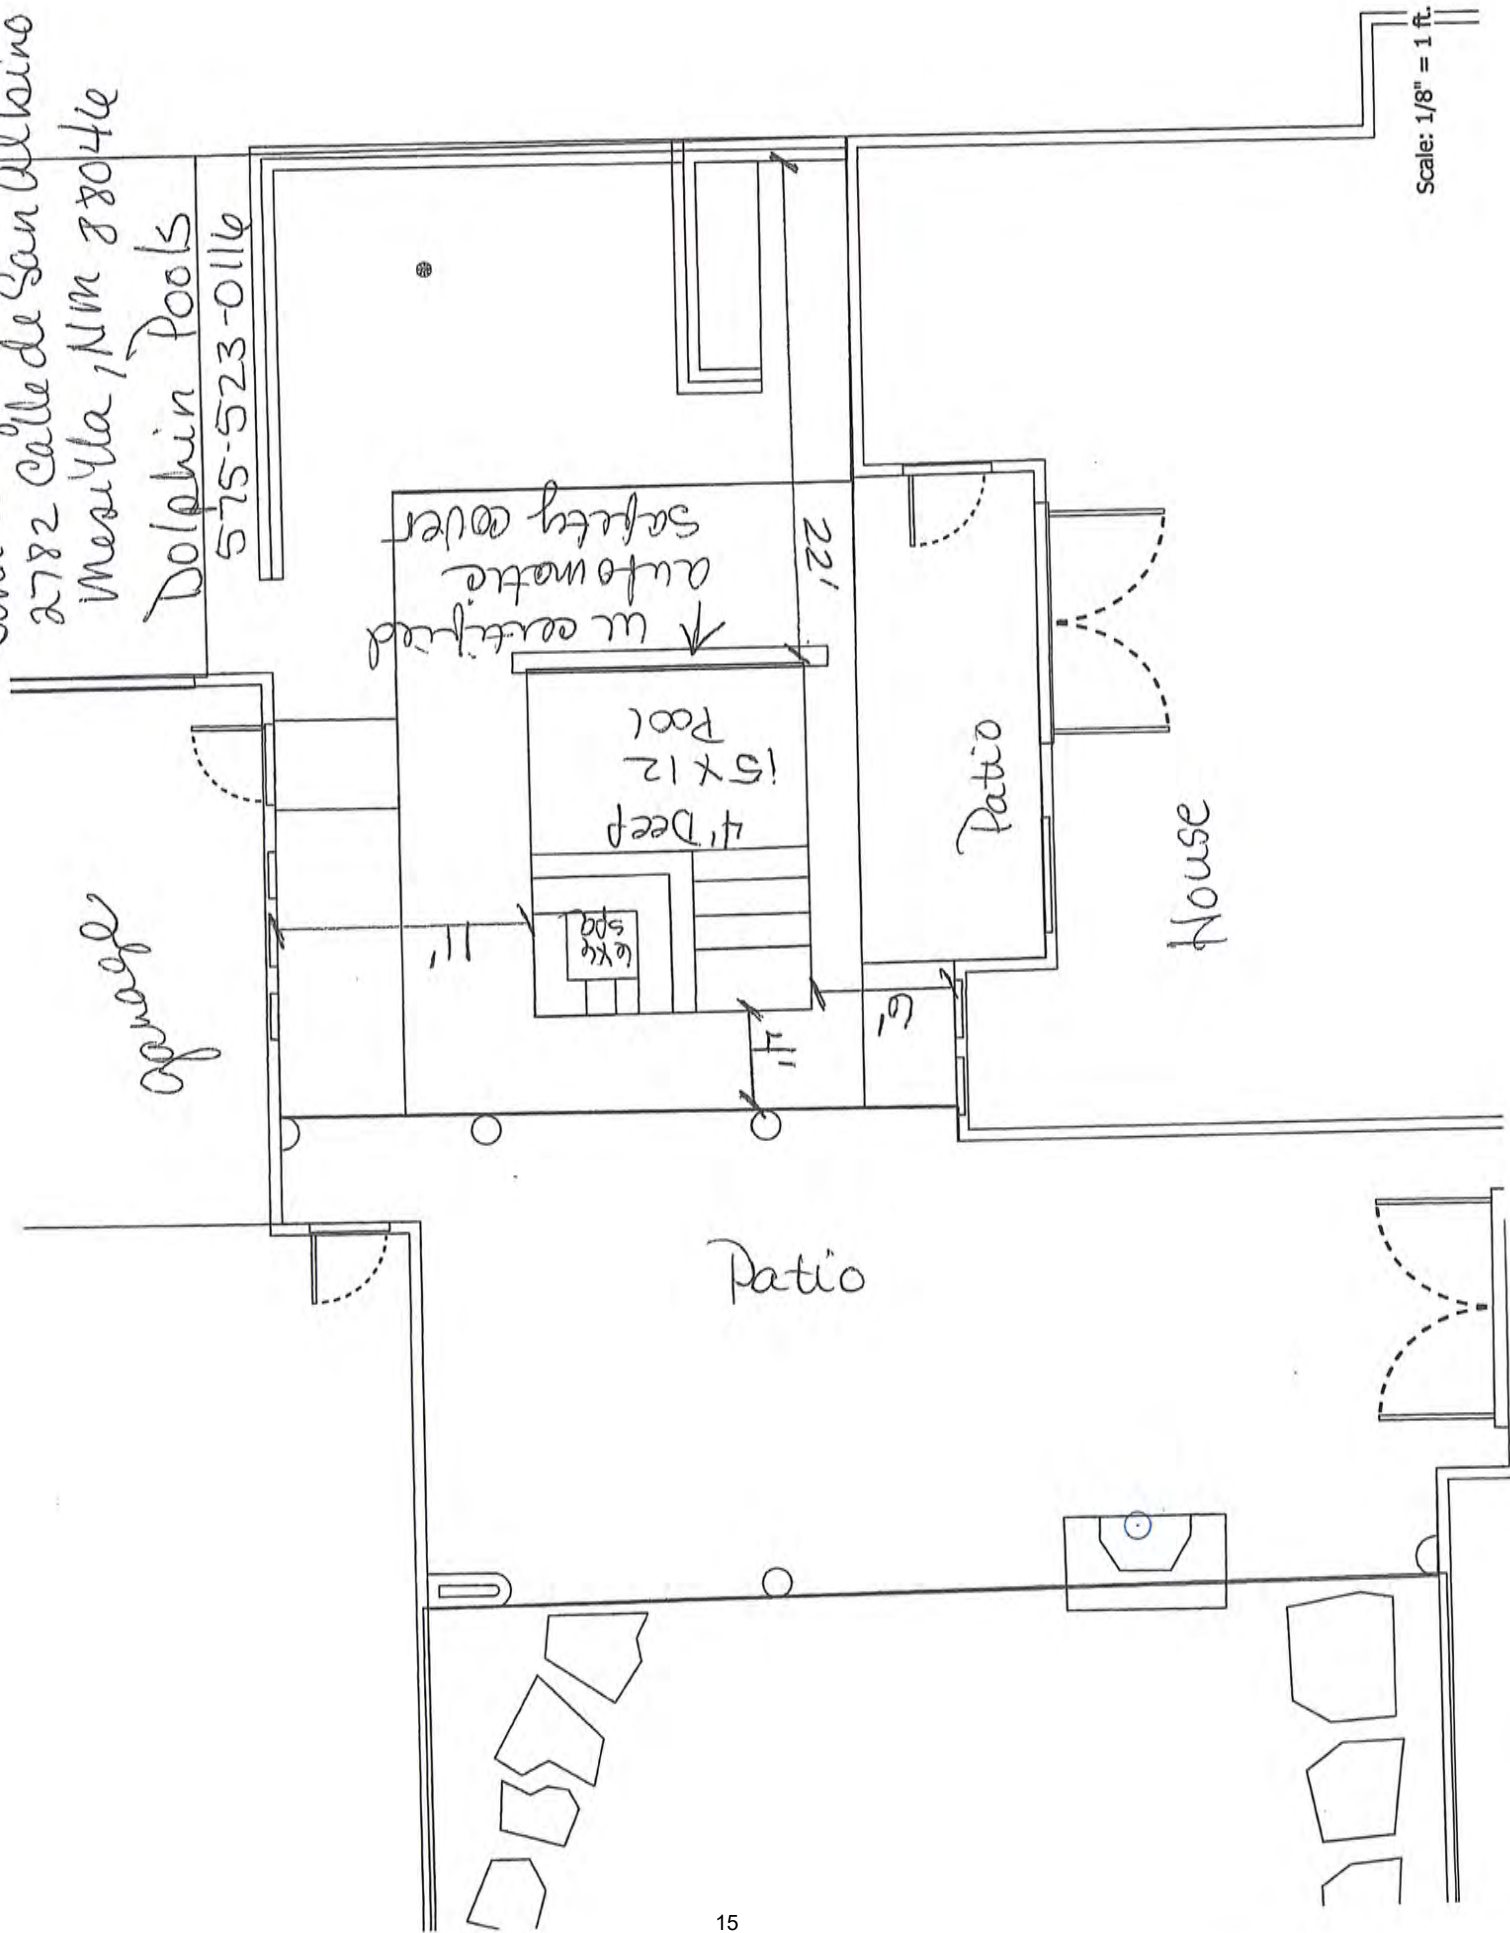 2782 Calle de San Albino
Mesilla, NM 88046
Dolphin Pools
575-523-0116
garage
UL certified
automatic
safety cover
22'
4' Deep
15 X 12
Pool
6x6
spa
11'
4'
6'
Patio
House
Patio
Scale: 1/8" = 1 ft.
15